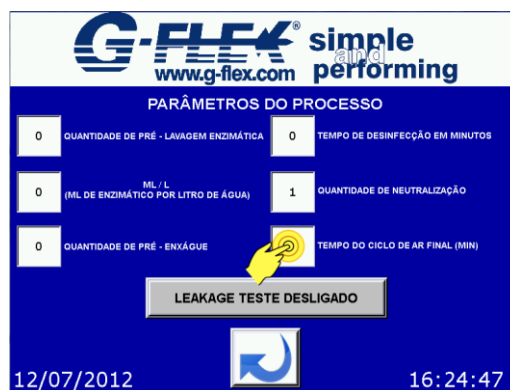 G-FLEX® simple
and
www.g-flex.com performing
PARÂMETROS DO PROCESSO
0 QUANTIDADE DE PRÉ - LAVAGEM ENZIMÁTICA
0 TEMPO DE DESINFECÇÃO EM MINUTOS
0 ML / L
(ML DE ENZIMÁTICO POR LITRO DE ÁGUA)
1 QUANTIDADE DE NEUTRALIZAÇÃO
0 QUANTIDADE DE PRÉ - ENXÁGUE
TEMPO DO CICLO DE AR FINAL (MIN)
LEAKAGE TESTE DESLIGADO
12/07/2012 16:24:47